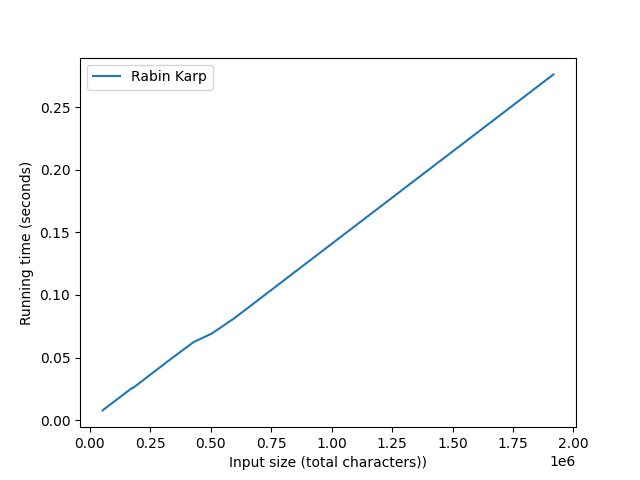 Rabin Karp
Running time (seconds)
0.25
0.20
0.15
0.10
0.05
0.00
0.00 0.25 0.50 0.75 1.00 1.25 1.50 1.75 2.00
1e6
Input size (total characters))